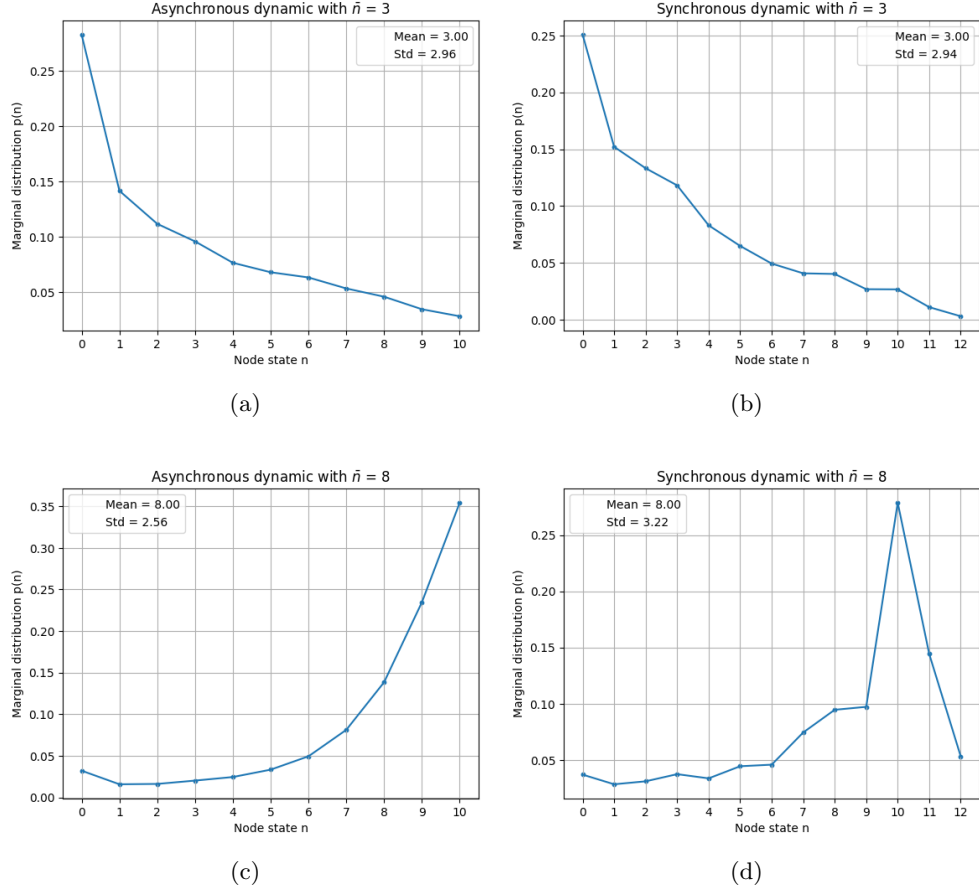 Asynchronous dynamic with n̄ = 3
Mean = 3.00
Std = 2.96
Marginal distribution p(n)
0.25
0.20
0.15
0.10
0.05
0 1 2 3 4 5 6 7 8 9 10
Node state n
(a)
Synchronous dynamic with n̄ = 3
Mean = 3.00
Std = 2.94
Marginal distribution p(n)
0.25
0.20
0.15
0.10
0.05
0.00
0 1 2 3 4 5 6 7 8 9 10 11 12
Node state n
(b)
Asynchronous dynamic with n̄ = 8
Mean = 8.00
Std = 2.56
Marginal distribution p(n)
0.35
0.30
0.25
0.20
0.15
0.10
0.05
0.00
0 1 2 3 4 5 6 7 8 9 10
Node state n
(c)
Synchronous dynamic with n̄ = 8
Mean = 8.00
Std = 3.22
Marginal distribution p(n)
0.25
0.20
0.15
0.10
0.05
0 1 2 3 4 5 6 7 8 9 10 11 12
Node state n
(d)